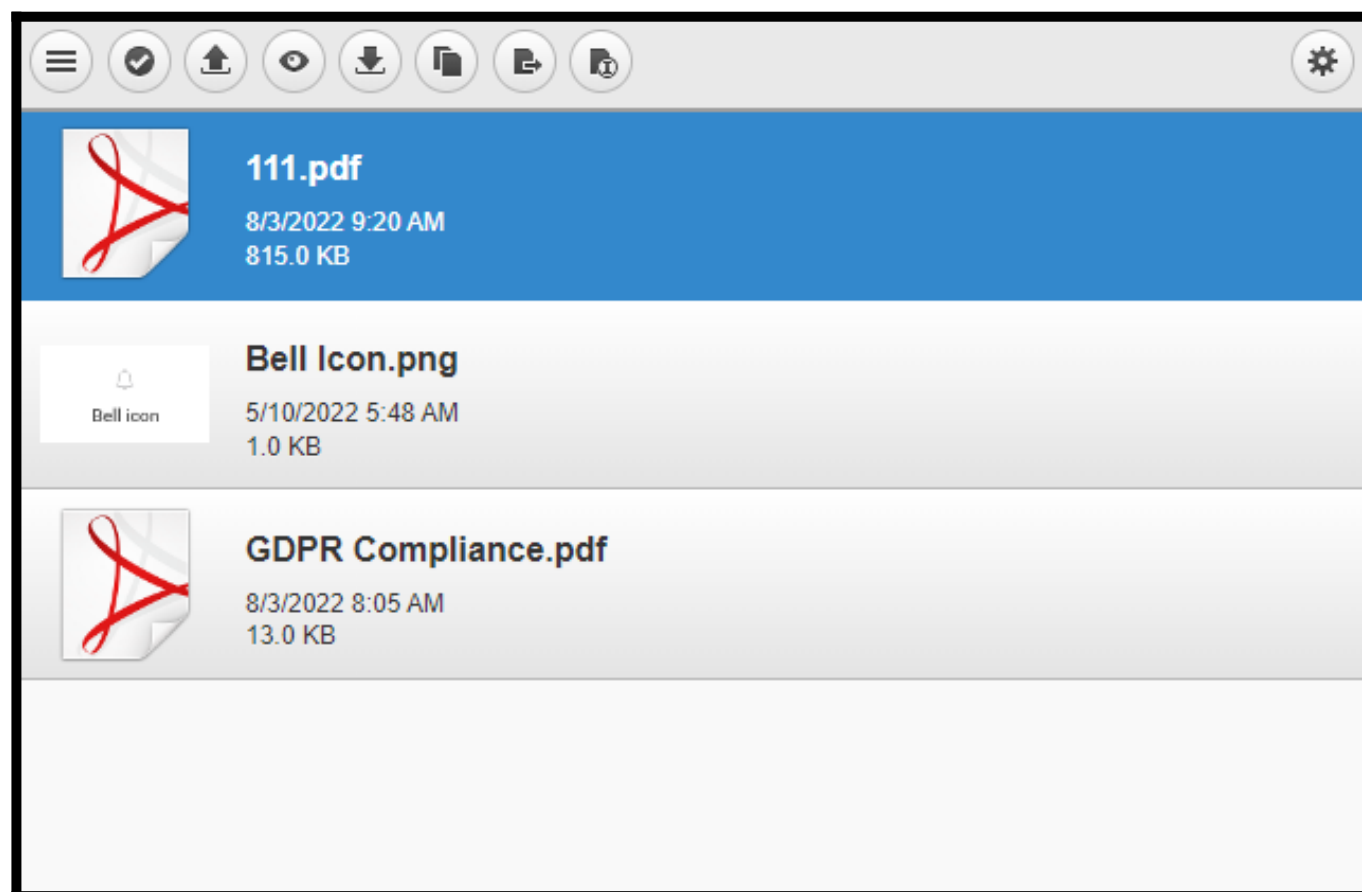 111.pdf
8/3/2022 9:20 AM
815.0 KB
Bell icon
Bell Icon.png
5/10/2022 5:48 AM
1.0 KB
GDPR Compliance.pdf
8/3/2022 8:05 AM
13.0 KB